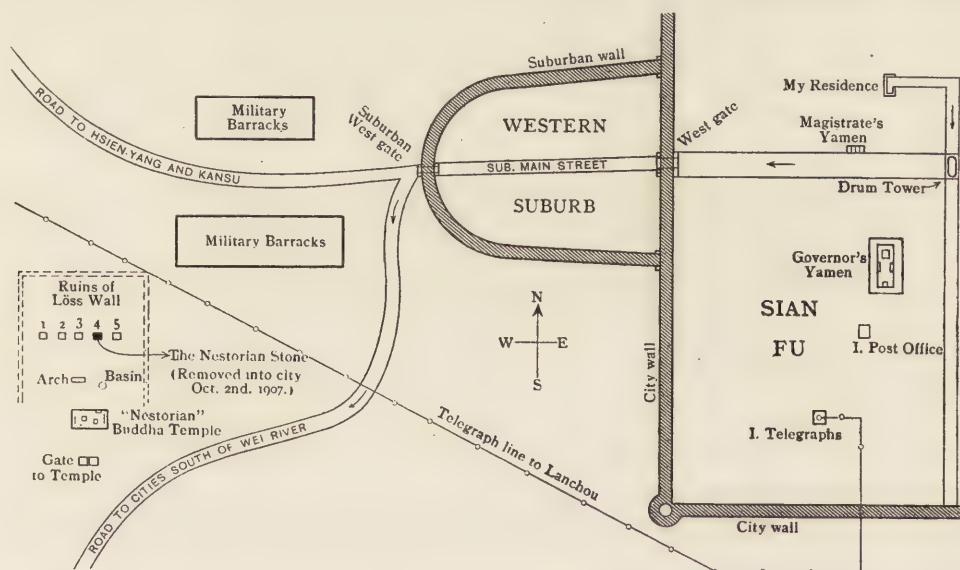 Suburban wall
My Residence
ROAD TO HSIEN-YANG AND KANSU
Military
Barracks
Suburban
West gate
WESTERN
West gate
Magistrate's
Yamen
SUB. MAIN STREET
Drum Tower
SUBURB
Military Barracks
Governor's
Yamen
Ruins of
Löss Wall
1 2 3 4 5
N
W E
S
SIAN
FU
I. Post Office
The Nestorian Stone
(Removed into city
Oct. 2nd. 1907.)
Arch
Basin
City wall
"Nestorian"
Buddha Temple
Telegraph line to Lanchou
I. Telegraphs
Gate
to Temple
ROAD TO CITIES SOUTH OF WEI RIVER
City wall